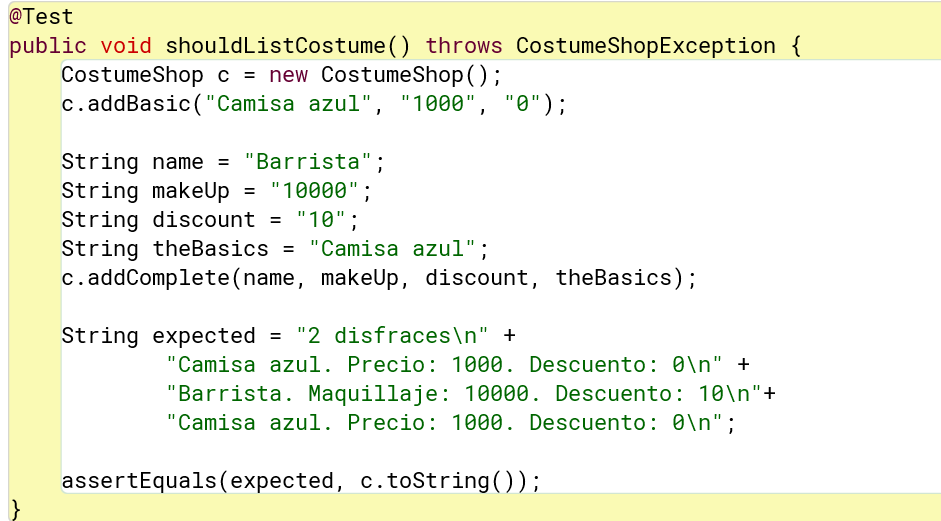 @Test
public void shouldListCostume() throws CostumeShopException {
CostumeShop c = new CostumeShop();
c.addBasic("Camisa azul", "1000", "0");
String name = "Barrista";
String makeUp = "10000";
String discount = "10";
String theBasics = "Camisa azul";
c.addComplete(name, makeUp, discount, theBasics);
String expected = "2 disfraces\n" +
"Camisa azul. Precio: 1000. Descuento: 0\n" +
"Barrista. Maquillaje: 10000. Descuento: 10\n"+
"Camisa azul. Precio: 1000. Descuento: 0\n";
assertEquals(expected, c.toString());
}